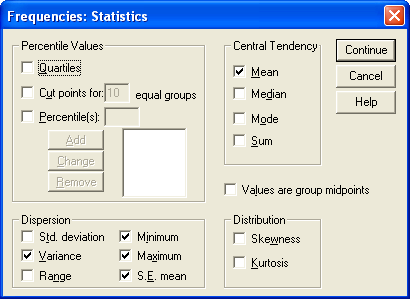 Frequencies: Statistics
Percentile Values
Quartiles
Cut points for: 10 equal groups
Percentile(s):
Add
Change
Remove
Central Tendency
Mean
Median
Mode
Sum
Continue
Cancel
Help
Values are group midpoints
Dispersion
Std. deviation Minimum
Variance Maximum
Range S.E. mean
Distribution
Skewness
Kurtosis